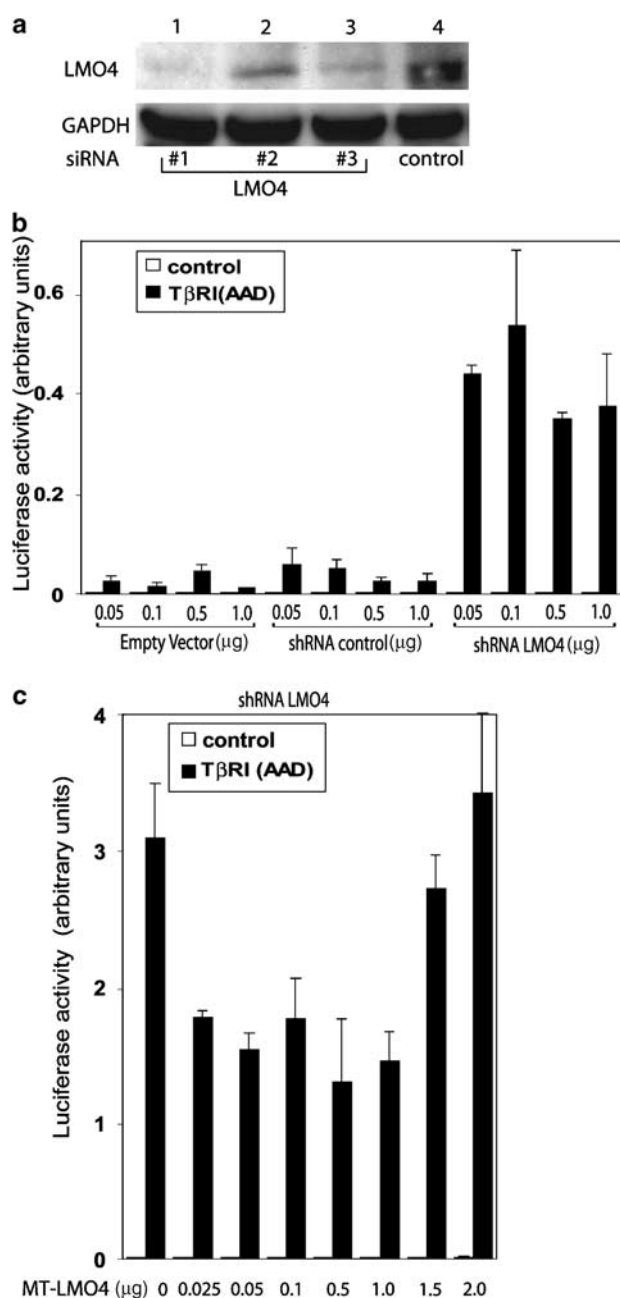 a
1 2 3 4
LMO4
GAPDH
siRNA #1 #2 #3 control
LMO4
b
control
TβRI(AAD)
Luciferase activity (arbitrary units)
0.6
0.4
0.2
0
0.05 0.1 0.5 1.0 0.05 0.1 0.5 1.0 0.05 0.1 0.5 1.0
Empty Vector(μg) shRNA control(μg) shRNA LMO4(μg)
c
shRNA LMO4
control
TβRI (AAD)
Luciferase activity (arbitrary units)
4
3
2
1
0
MT-LMO4 (μg) 0 0.025 0.05 0.1 0.5 1.0 1.5 2.0